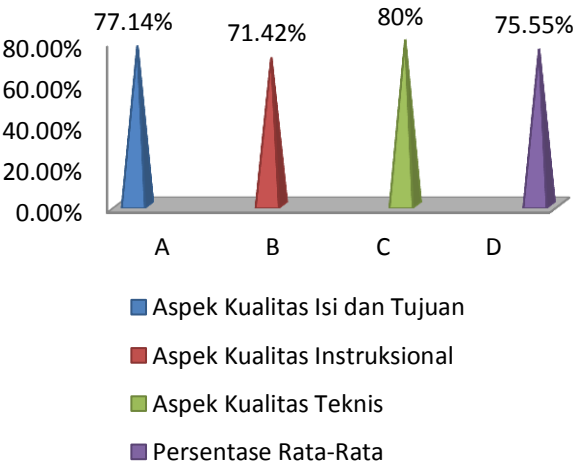 77.14%
71.42%
80%
75.55%
80.00%
60.00%
40.00%
20.00%
0.00%
A B C D
Aspek Kualitas Isi dan Tujuan
Aspek Kualitas Instruksional
Aspek Kualitas Teknis
Persentase Rata-Rata